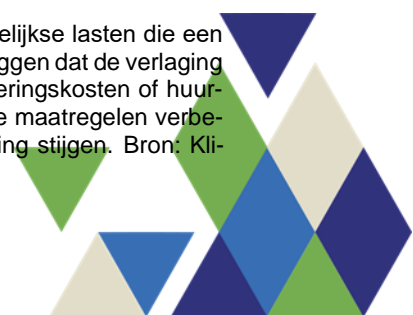 elijkse lasten die een
ggen dat de verlaging
eringskosten of huur-
e maatregelen verbe-
ing stijgen. Bron: Kli-